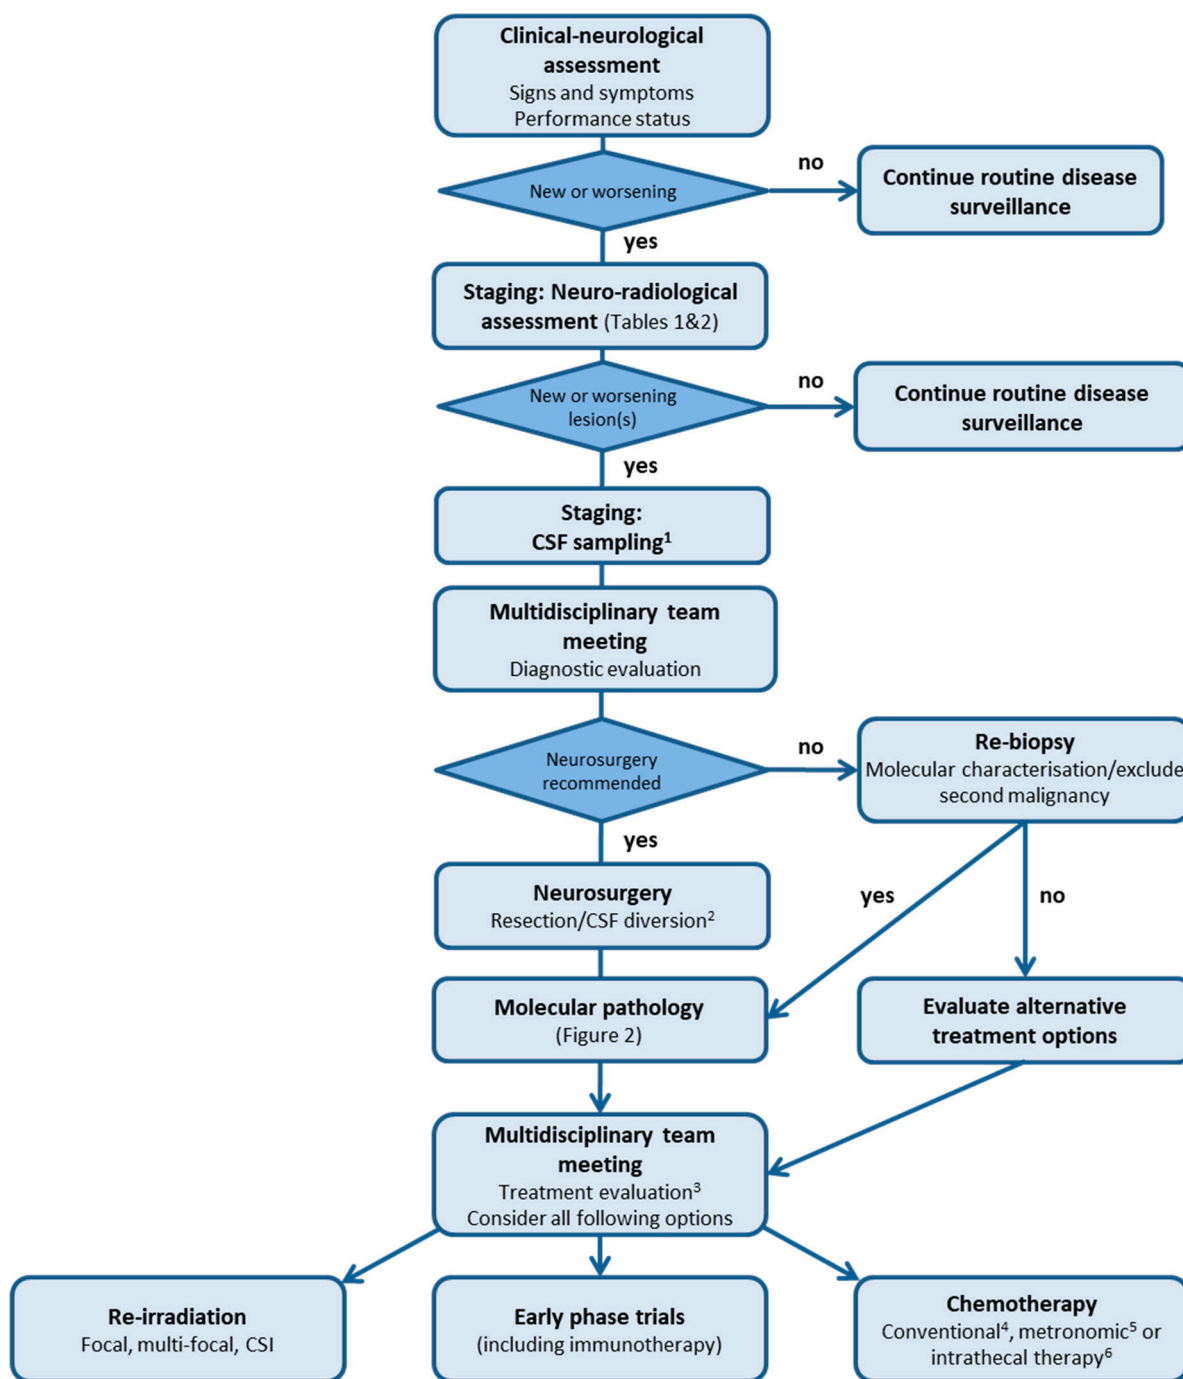 Clinical-neurological
assessment
Signs and symptoms
Performance status
New or worsening
no
Continue routine disease
surveillance
yes
Staging: Neuro-radiological
assessment (Tables 1&2)
New or worsening
lesion(s)
no
Continue routine disease
surveillance
yes
Staging:
CSF sampling¹
Multidisciplinary team
meeting
Diagnostic evaluation
Neurosurgery
recommended
no
Re-biopsy
Molecular characterisation/exclude
second malignancy
yes
Neurosurgery
Resection/CSF diversion²
yes
no
Molecular pathology
(Figure 2)
Evaluate alternative
treatment options
Multidisciplinary team
meeting
Treatment evaluation³
Consider all following options
Re-irradiation
Focal, multi-focal, CSI
Early phase trials
(including immunotherapy)
Chemotherapy
Conventional⁴, metronomic⁵ or
intrathecal therapy⁶